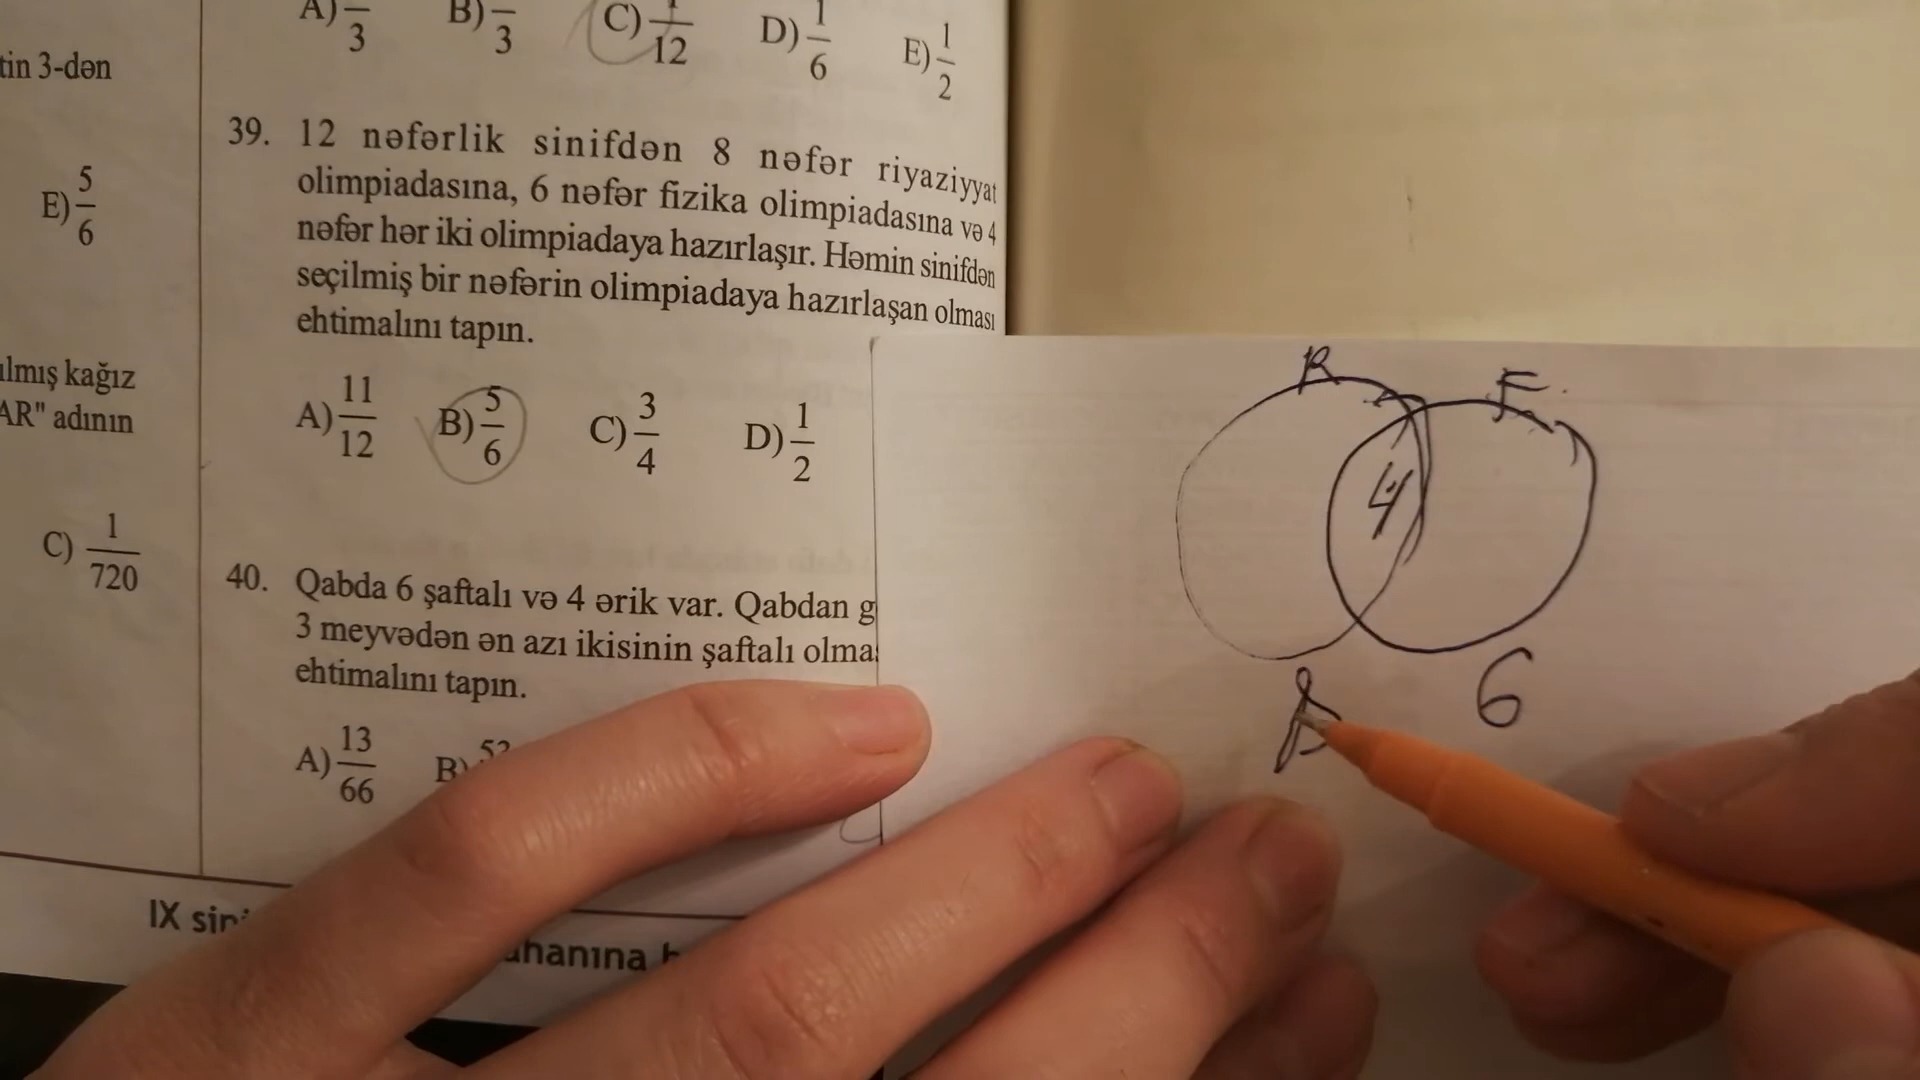 tin 3-dən
E) 5/6
ılmış kağız
AR" adının
C) 1/720
A) /3 B) /3 C) 1/12 D) 1/6 E) 1/2
39. 12 nəfərlik sinifdən 8 nəfər riyaziyyat
olimpiadasına, 6 nəfər fizika olimpiadasına və 4
nəfər hər iki olimpiadaya hazırlaşır. Həmin sinifdən
seçilmiş bir nəfərin olimpiadaya hazırlaşan olması
ehtimalını tapın.
A) 11/12 B) 5/6 C) 3/4 D) 1/2
40. Qabda 6 şaftalı və 4 ərik var. Qabdan g
3 meyvədən ən azı ikisinin şaftalı olma
ehtimalını tapın.
A) 13/66 B) 53
IX sin
hanına
R F
4
8 6